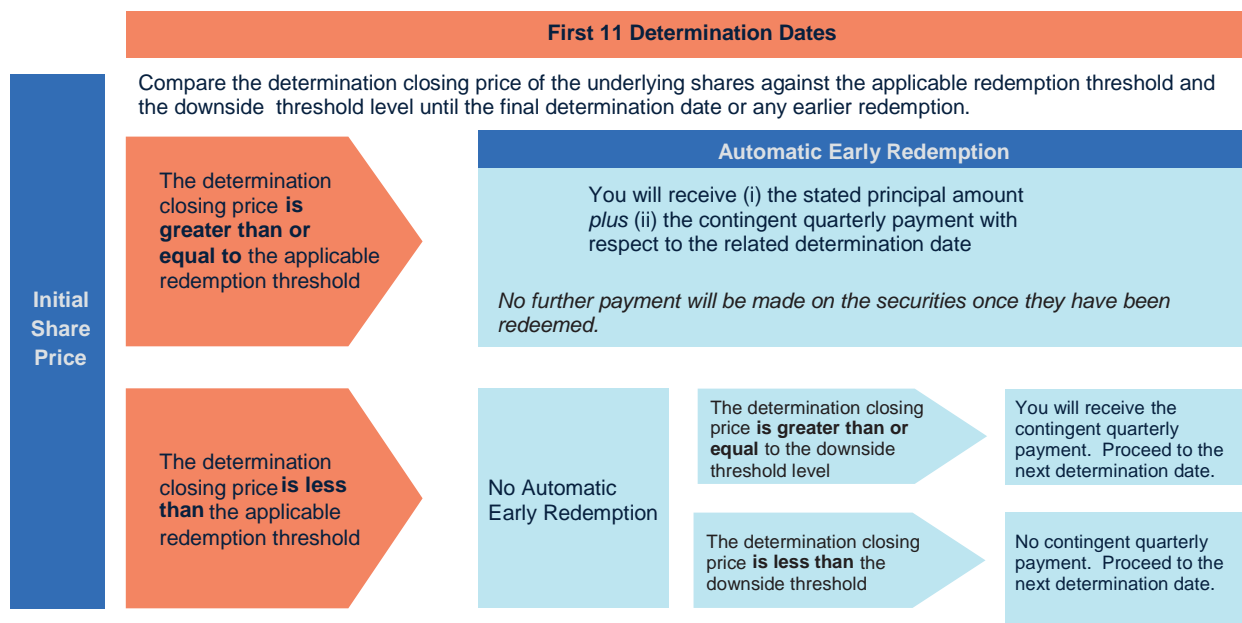 First 11 Determination Dates
Compare the determination closing price of the underlying shares against the applicable redemption threshold and
the downside threshold level until the final determination date or any earlier redemption.
Initial
Share
Price
The determination
closing price is
greater than or
equal to the applicable
redemption threshold
Automatic Early Redemption
You will receive (i) the stated principal amount
plus (ii) the contingent quarterly payment with
respect to the related determination date
No further payment will be made on the securities once they have been
redeemed.
The determination
closing price is less
than the applicable
redemption threshold
No Automatic
Early Redemption
The determination closing
price is greater than or
equal to the downside
threshold level
You will receive the
contingent quarterly
payment. Proceed to the
next determination date.
The determination closing
price is less than the
downside threshold
No contingent quarterly
payment. Proceed to the
next determination date.